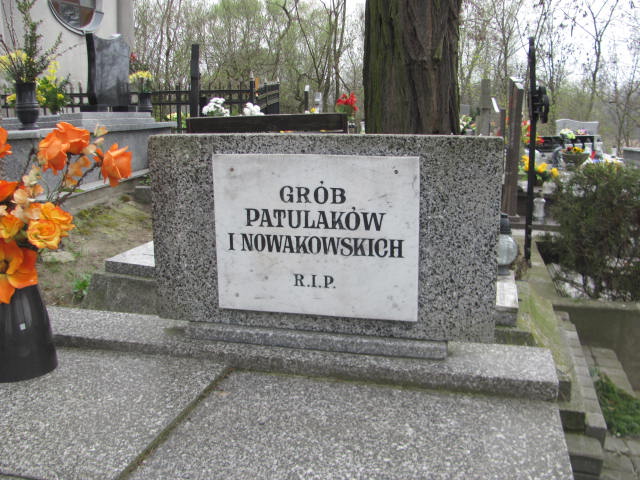 GRÓB
PATULAKÓW
I NOWAKOWSKICH
R.I.P.